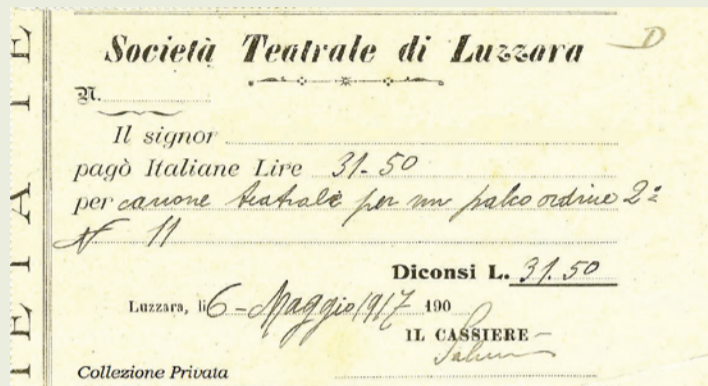 Società Teatrale di Luzzara
D
N.
Il signor
pagò Italiane Lire 31.50
per canone teatrale per un palco ordine 2º
N 11
Diconsi L. 31.50
Luzzara, li 6 - Maggio 1917 190
IL CASSIERE
Collezione Privata